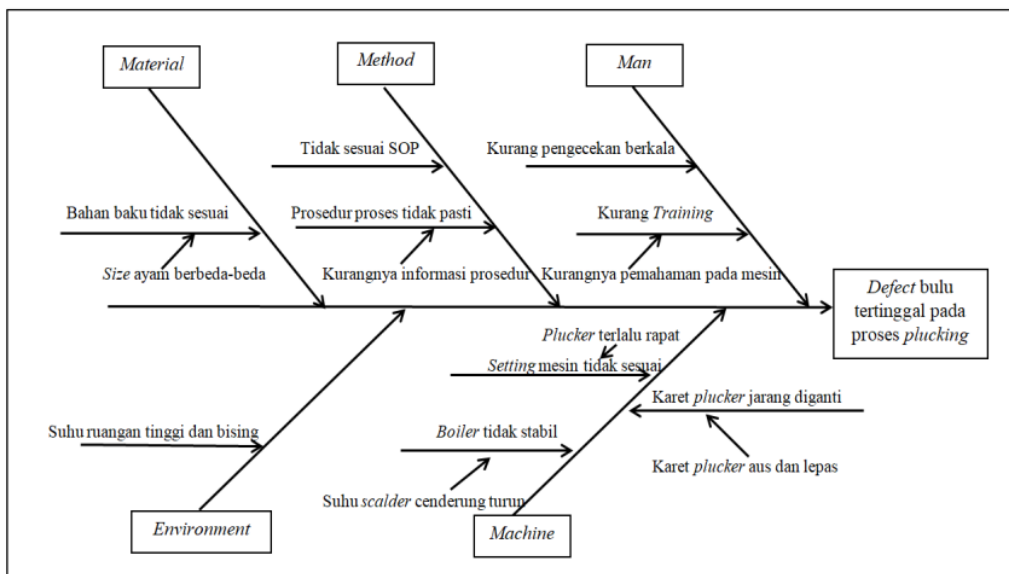 Material
Method
Man
Tidak sesuai SOP
Kurang pengecekan berkala
Bahan baku tidak sesuai
Prosedur proses tidak pasti
Kurang Training
Size ayam berbeda-beda
Kurangnya informasi prosedur
Kurangnya pemahaman pada mesin
Defect bulu
tertinggal pada
proses plucking
Plucker terlalu rapat
Setting mesin tidak sesuai
Karet plucker jarang diganti
Suhu ruangan tinggi dan bising
Boiler tidak stabil
Karet plucker aus dan lepas
Suhu scalder cenderung turun
Environment
Machine